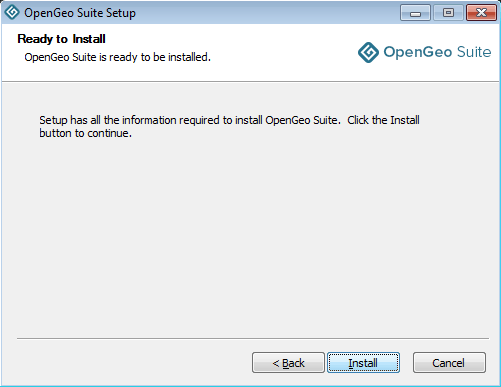 OpenGeo Suite Setup
Ready to Install
OpenGeo Suite is ready to be installed.
OpenGeo Suite
Setup has all the information required to install OpenGeo Suite.  Click the Install
button to continue.
< Back
Install
Cancel